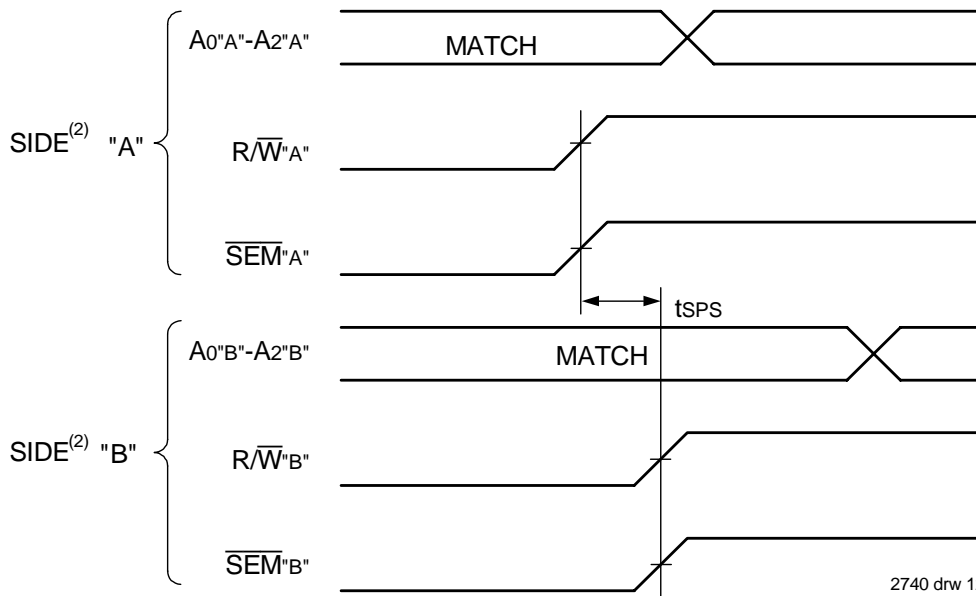 A0"A"-A2"A"
MATCH
SIDE(2) "A"
R/W"A"
SEM"A"
tSPS
A0"B"-A2"B"
MATCH
SIDE(2) "B"
R/W"B"
SEM"B"
2740 drw 1